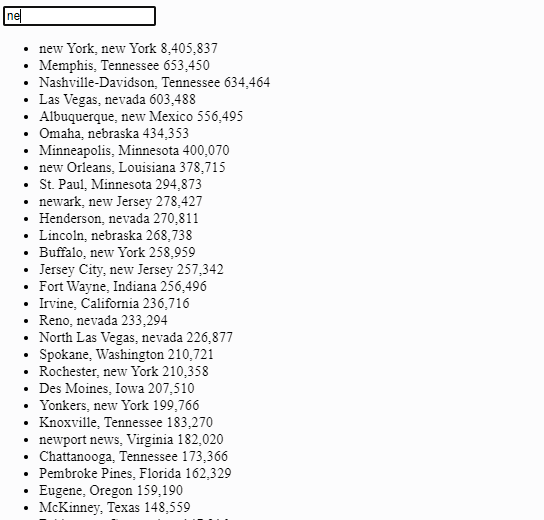 ne
new York, new York 8,405,837
Memphis, Tennessee 653,450
Nashville-Davidson, Tennessee 634,464
Las Vegas, nevada 603,488
Albuquerque, new Mexico 556,495
Omaha, nebraska 434,353
Minneapolis, Minnesota 400,070
new Orleans, Louisiana 378,715
St. Paul, Minnesota 294,873
newark, new Jersey 278,427
Henderson, nevada 270,811
Lincoln, nebraska 268,738
Buffalo, new York 258,959
Jersey City, new Jersey 257,342
Fort Wayne, Indiana 256,496
Irvine, California 236,716
Reno, nevada 233,294
North Las Vegas, nevada 226,877
Spokane, Washington 210,721
Rochester, new York 210,358
Des Moines, Iowa 207,510
Yonkers, new York 199,766
Knoxville, Tennessee 183,270
newport news, Virginia 182,020
Chattanooga, Tennessee 173,366
Pembroke Pines, Florida 162,329
Eugene, Oregon 159,190
McKinney, Texas 148,559